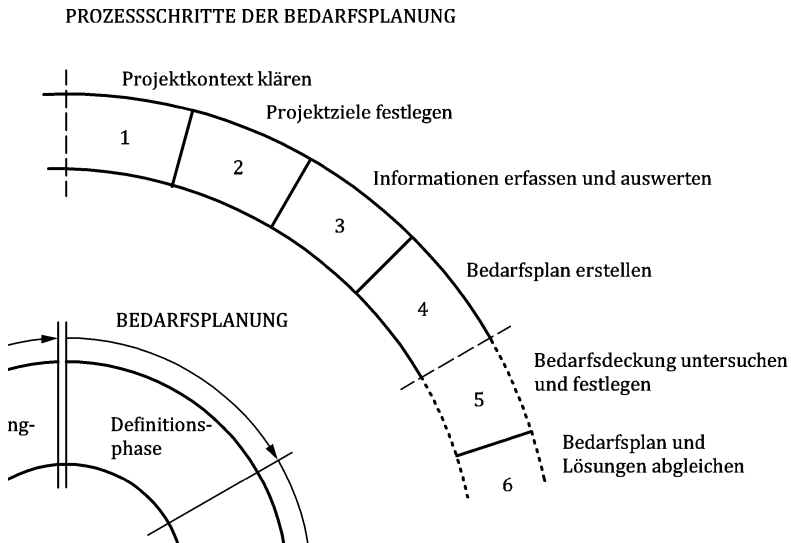 PROZESSSCHRITTE DER BEDARFSPLANUNG
Projektkontext klären
Projektziele festlegen
1
2
Informationen erfassen und auswerten
3
Bedarfsplan erstellen
4
BEDARFSPLANUNG
Bedarfsdeckung untersuchen
und festlegen
5
ng-
Definitions-
phase
Bedarfsplan und
Lösungen abgleichen
6